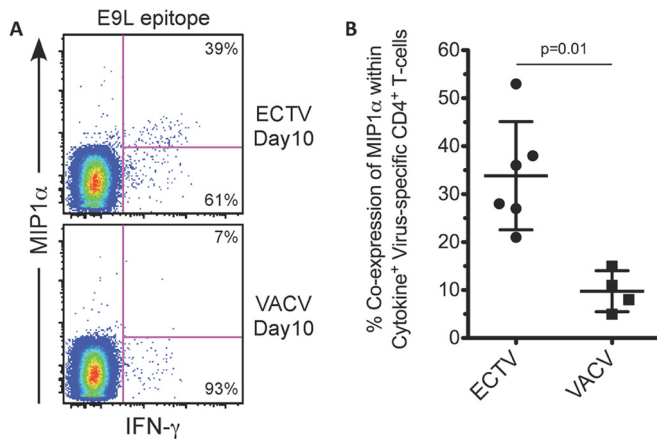 A
E9L epitope
39%
ECTV
Day10
61%
7%
VACV
Day10
93%
MIP1α
IFN-γ
B
% Co-expression of MIP1α within
Cytokine⁺ Virus-specific CD4⁺ T-cells
60
50
40
30
20
10
0
p=0.01
ECTV
VACV